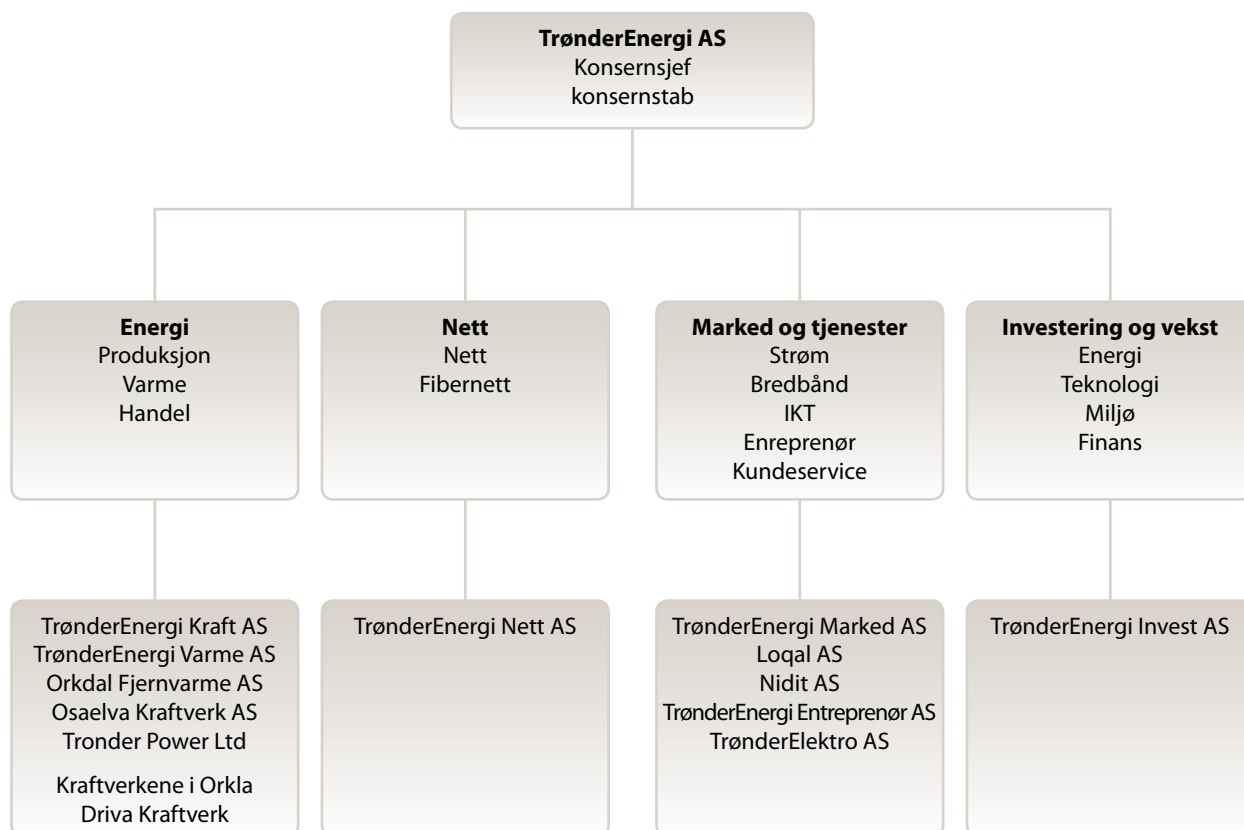 TrønderEnergi AS
Konsernsjef
konsernstab
Energi
Produksjon
Varme
Handel
Nett
Nett
Fibernett
Marked og tjenester
Strøm
Bredbånd
IKT
Enreprenør
Kundeservice
Investering og vekst
Energi
Teknologi
Miljø
Finans
TrønderEnergi Kraft AS
TrønderEnergi Varme AS
Orkdal Fjernvarme AS
Osaelva Kraftverk AS
Tronder Power Ltd
Kraftverkene i Orkla
Driva Kraftverk
TrønderEnergi Nett AS
TrønderEnergi Marked AS
Loqal AS
Nidit AS
TrønderEnergi Entreprenør AS
TrønderElektro AS
TrønderEnergi Invest AS